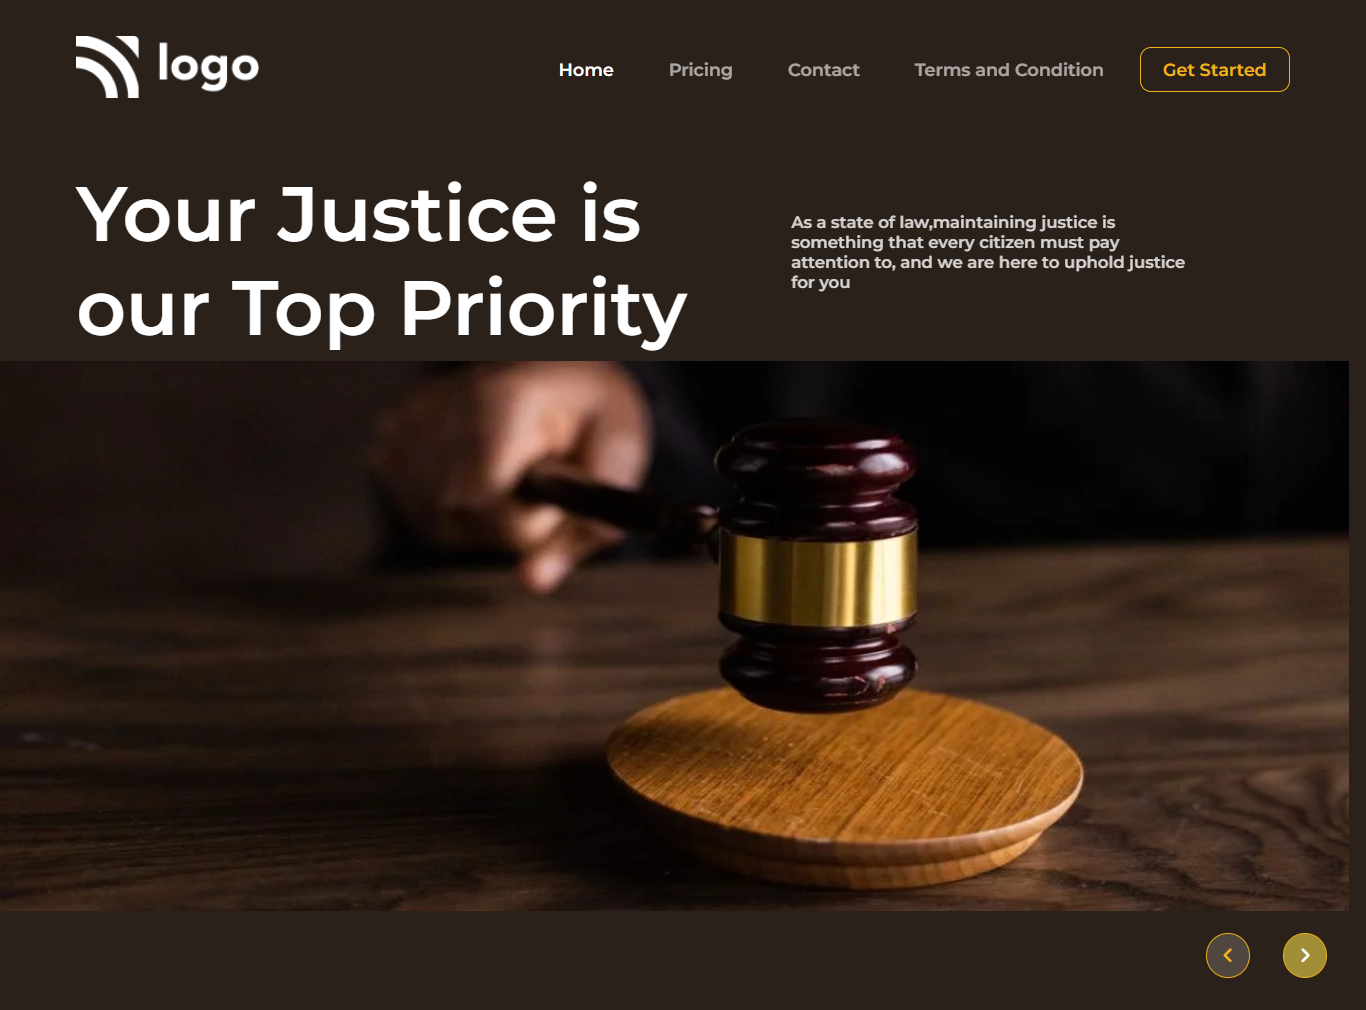 logo
Home
Pricing
Contact
Terms and Condition
Get Started
Your Justice is
our Top Priority
As a state of law,maintaining justice is
something that every citizen must pay
attention to, and we are here to uphold justice
for you